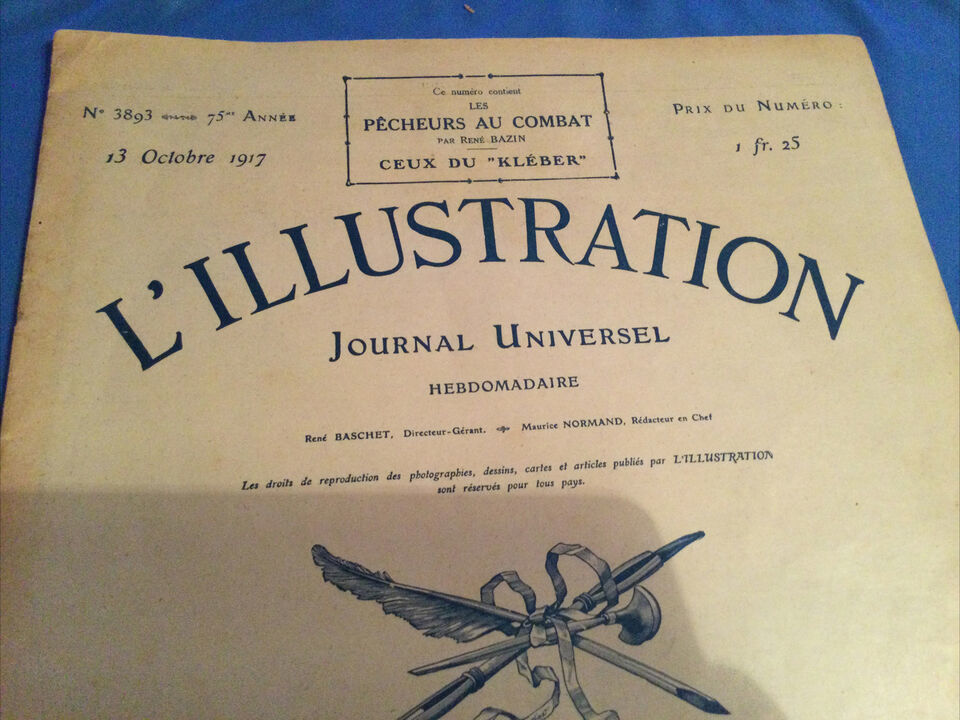 N° 3893 75me Année
13 Octobre 1917
Ce numéro contient
LES
PÊCHEURS AU COMBAT
PAR RENÉ BAZIN
CEUX DU "KLÉBER"
PRIX DU NUMÉRO :
1 fr. 25
L'ILLUSTRATION
JOURNAL UNIVERSEL
HEBDOMADAIRE
René BASCHET, Directeur-Gérant. Maurice NORMAND, Rédacteur en Chef
Les droits de reproduction des photographies, dessins, cartes et articles publiés par L'ILLUSTRATION
sont réservés pour tous pays.